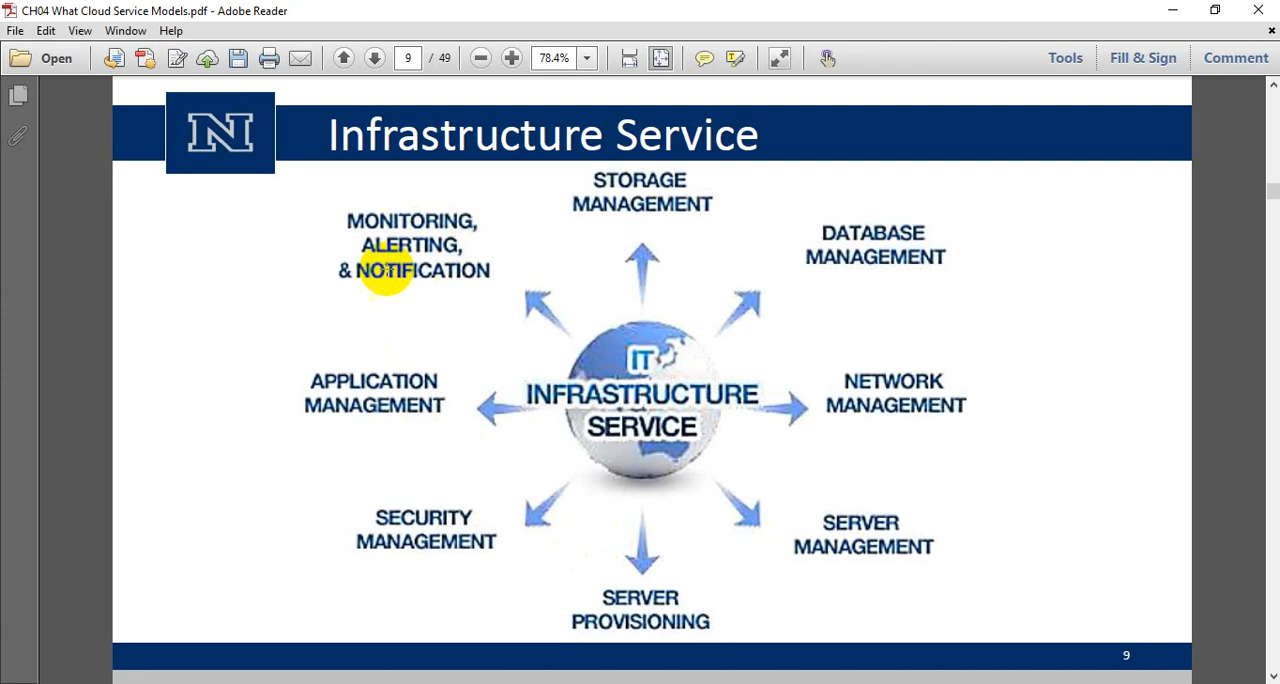 CH04 What Cloud Service Models.pdf - Adobe Reader
File Edit View Window Help
Open 9 / 49 78.4% Tools Fill & Sign Comment
N Infrastructure Service
STORAGE
MANAGEMENT
MONITORING,
ALERTING,
& NOTIFICATION
DATABASE
MANAGEMENT
IT
INFRASTRUCTURE
SERVICE
APPLICATION
MANAGEMENT
NETWORK
MANAGEMENT
SECURITY
MANAGEMENT
SERVER
MANAGEMENT
SERVER
PROVISIONING
9